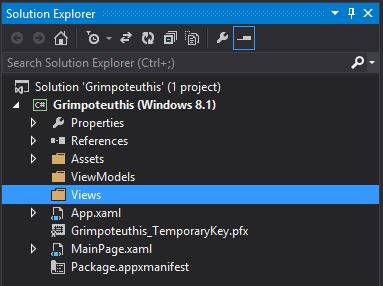 Solution Explorer
Search Solution Explorer (Ctrl+;)
Solution 'Grimpoteuthis' (1 project)
C# Grimpoteuthis (Windows 8.1)
Properties
References
Assets
ViewModels
Views
App.xaml
Grimpoteuthis_TemporaryKey.pfx
MainPage.xaml
Package.appxmanifest